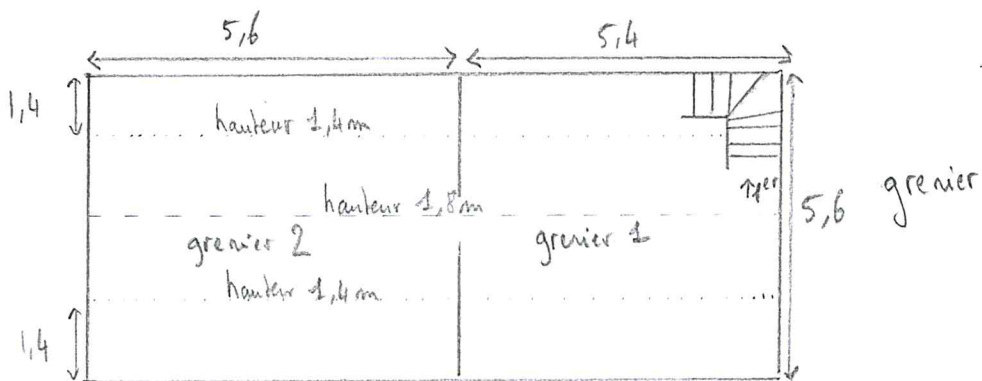 5,6
5,4
1,4
hauteur 1,4m
↑1er
hauteur 1,8m
5,6
grenier
grenier 2
grenier 1
hauteur 1,4m
1,4